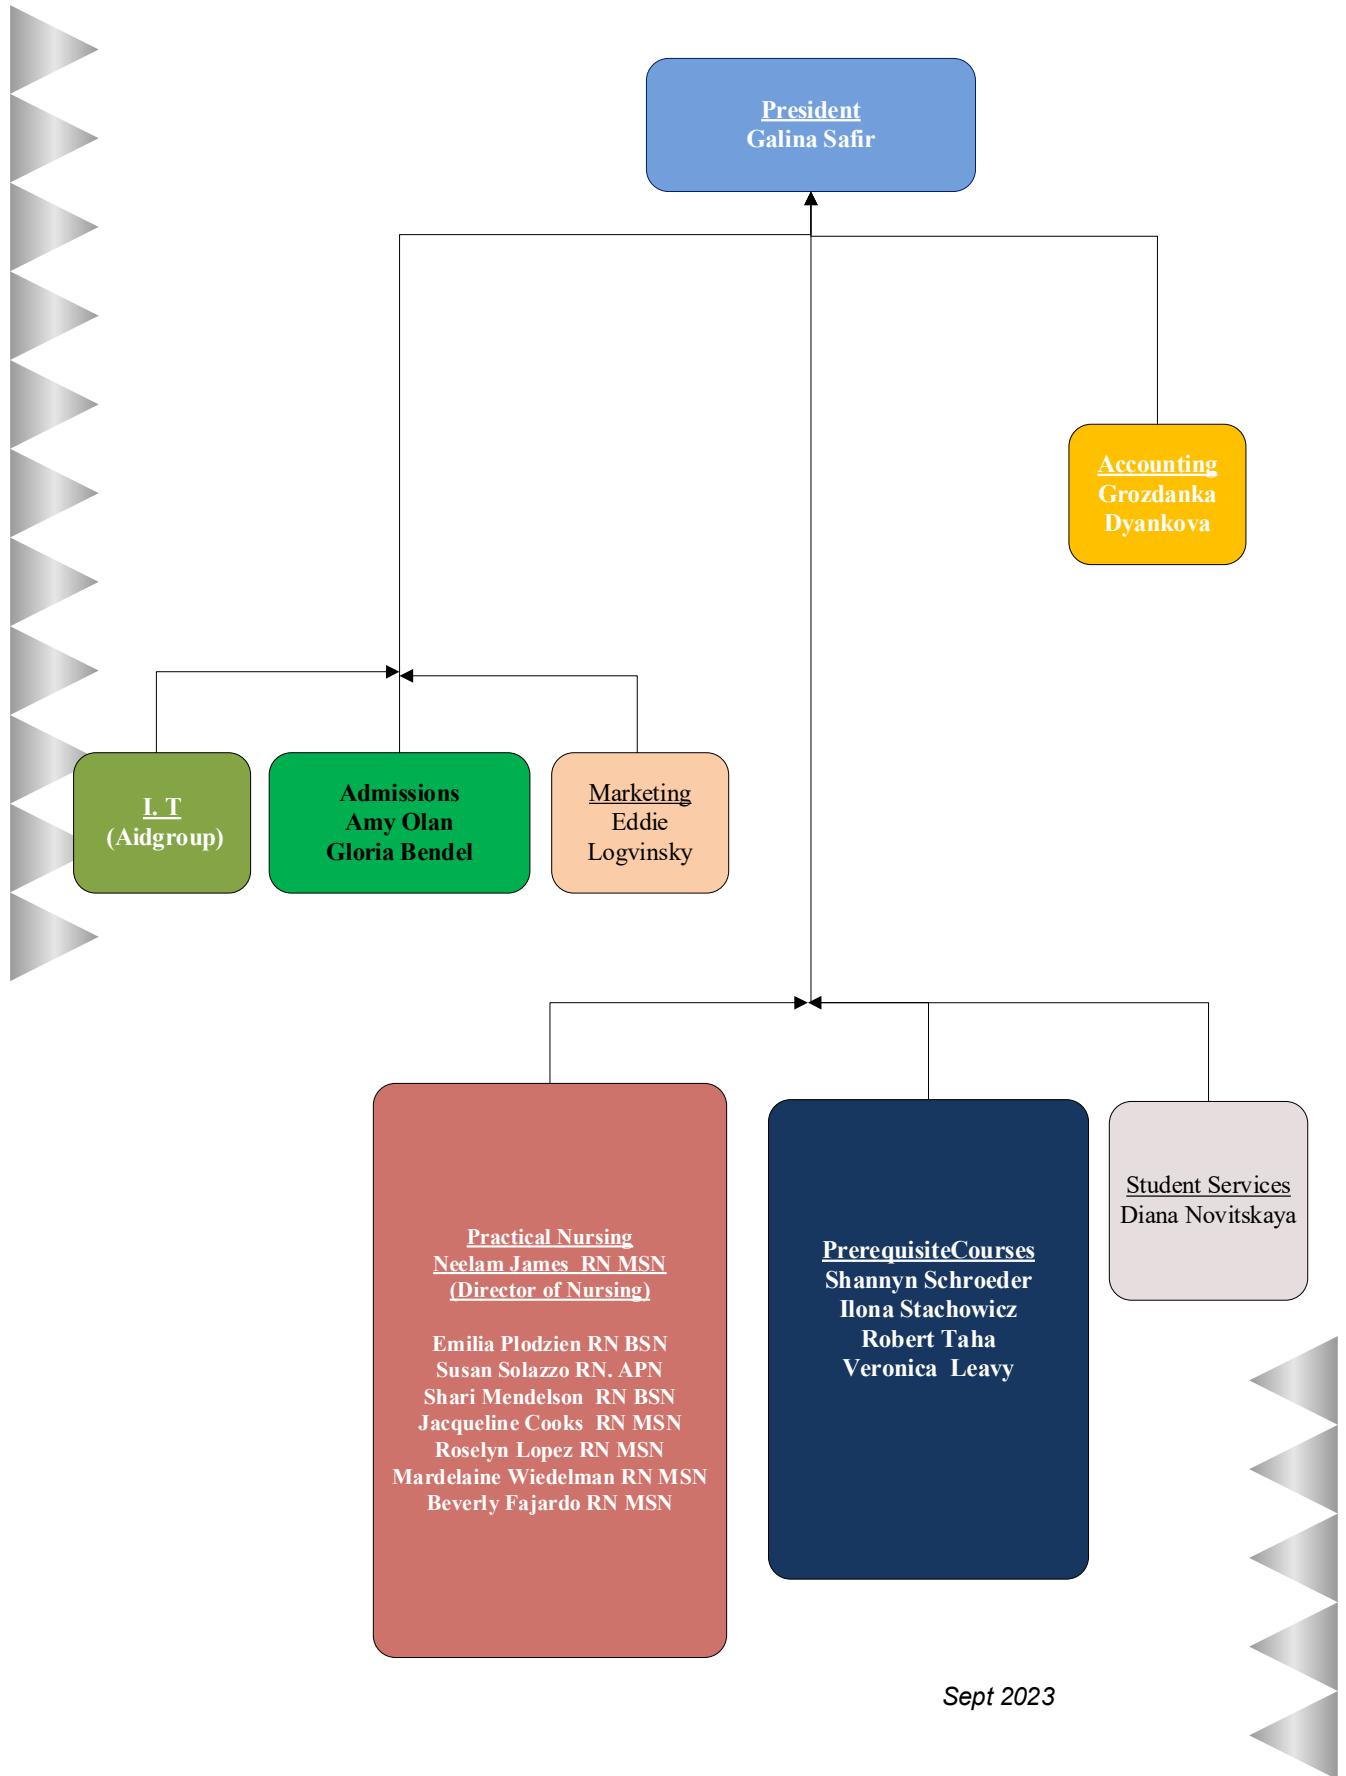 President
Galina Safir
Accounting
Grozdanka
Dyankova
I. T
(Aidgroup)
Admissions
Amy Olan
Gloria Bendel
Marketing
Eddie
Logvinsky
Practical Nursing
Neelam James  RN MSN
(Director of Nursing)
Emilia Plodzien RN BSN
Susan Solazzo RN. APN
Shari Mendelson  RN BSN
Jacqueline Cooks  RN MSN
Roselyn Lopez RN MSN
Mardelaine Wiedelman RN MSN
Beverly Fajardo RN MSN
PrerequisiteCourses
Shannyn Schroeder
Ilona Stachowicz
Robert Taha
Veronica  Leavy
Student Services
Diana Novitskaya
Sept 2023